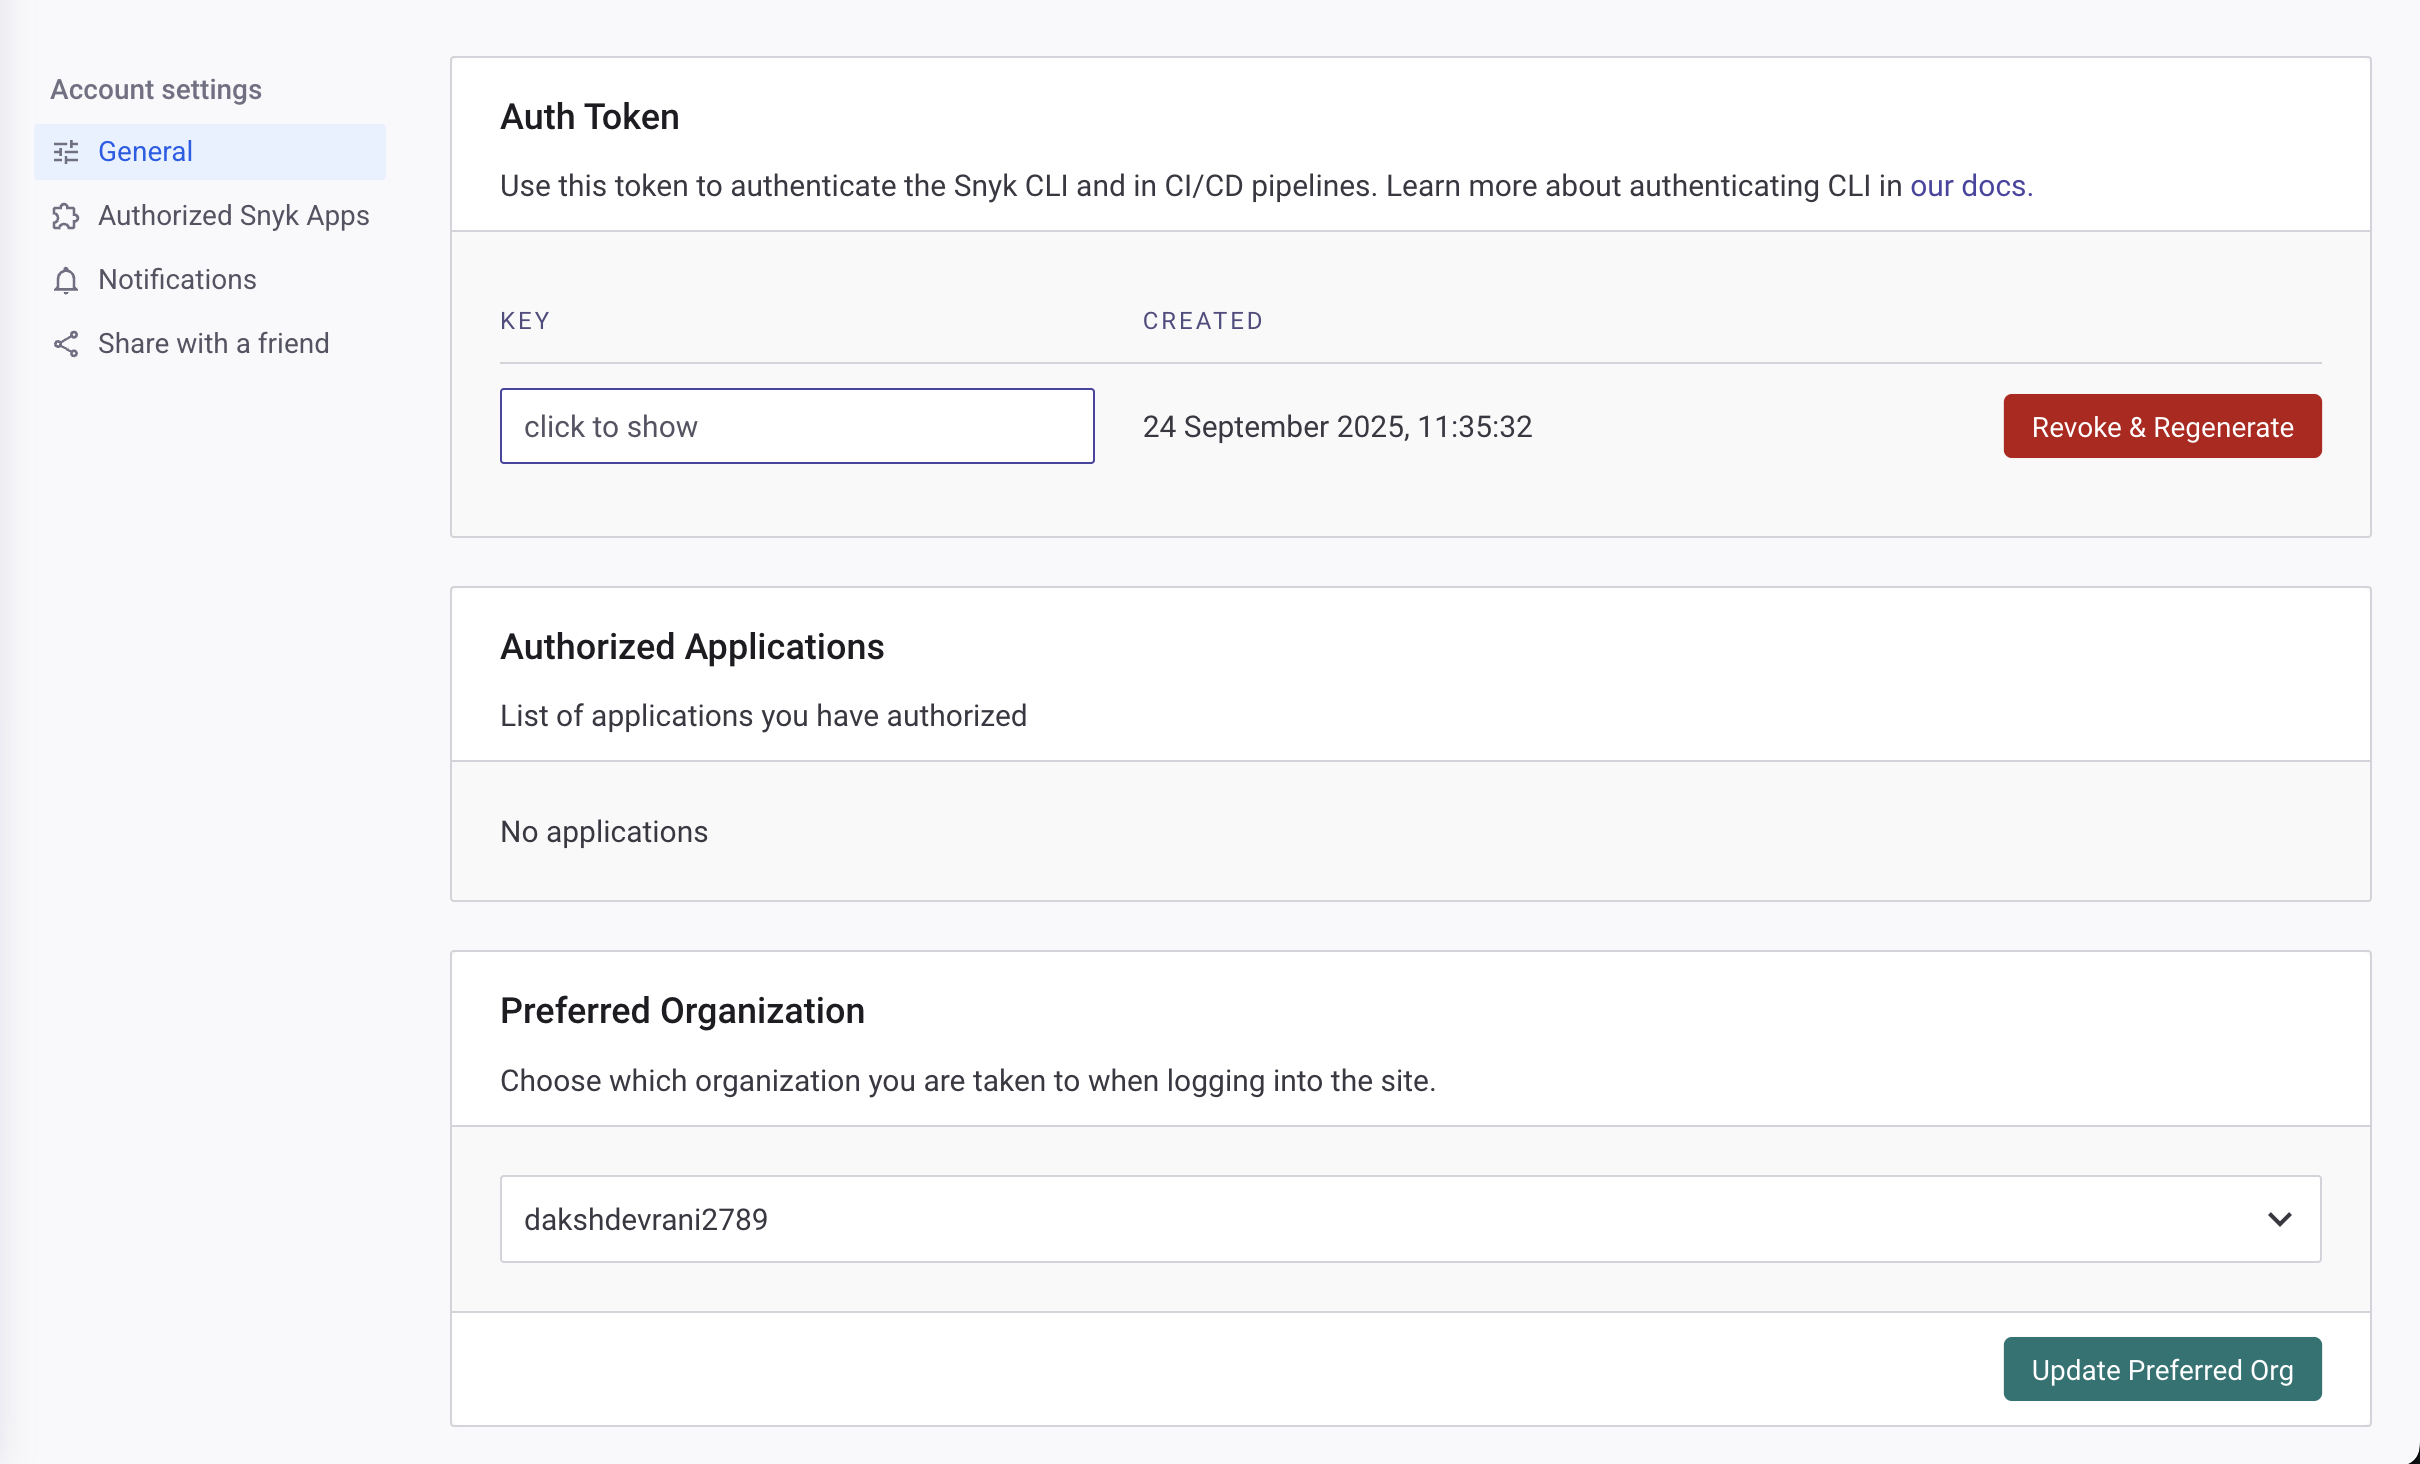 Account settings
General
Authorized Snyk Apps
Notifications
Share with a friend
Auth Token
Use this token to authenticate the Snyk CLI and in CI/CD pipelines. Learn more about authenticating CLI in our docs.
KEY
CREATED
click to show
24 September 2025, 11:35:32
Revoke & Regenerate
Authorized Applications
List of applications you have authorized
No applications
Preferred Organization
Choose which organization you are taken to when logging into the site.
dakshdevrani2789
Update Preferred Org